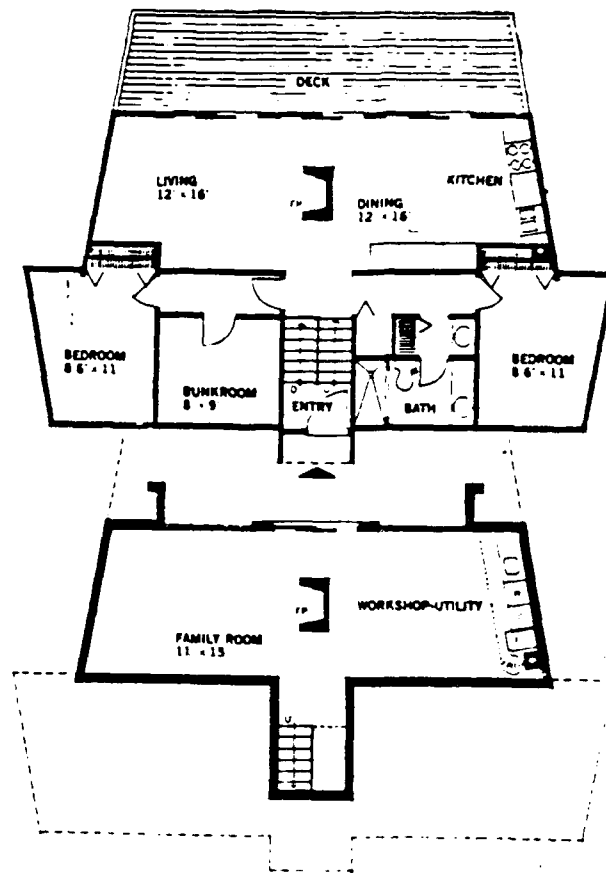 DECK
LIVING
12' × 16'
FP
DINING
12' × 16'
KITCHEN
BEDROOM
8'6" × 11
BUNKROOM
8' × 9
D
U
ENTRY
BATH
BEDROOM
8'6" × 11
FP
WORKSHOP-UTILITY
FAMILY ROOM
11' × 15
U